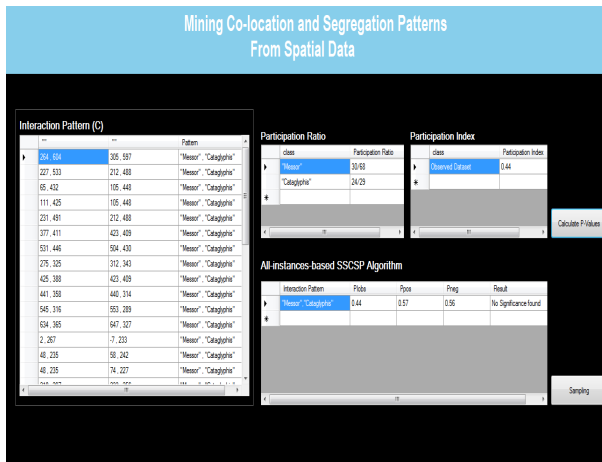 Mining Co-location and Segregation Patterns
From Spatial Data
Interaction Pattern (C)
"" "" Pattern
264 , 604 305 , 597 "Messor" , "Cataglyphis"
227 , 533 212 , 488 "Messor" , "Cataglyphis"
65 , 432 105 , 448 "Messor" , "Cataglyphis"
111 , 425 105 , 448 "Messor" , "Cataglyphis"
231 , 491 212 , 488 "Messor" , "Cataglyphis"
377 , 411 423 , 409 "Messor" , "Cataglyphis"
531 , 446 504 , 430 "Messor" , "Cataglyphis"
275 , 325 312 , 343 "Messor" , "Cataglyphis"
425 , 388 423 , 409 "Messor" , "Cataglyphis"
441 , 358 440 , 314 "Messor" , "Cataglyphis"
545 , 316 553 , 289 "Messor" , "Cataglyphis"
634 , 365 647 , 327 "Messor" , "Cataglyphis"
2 , 267 -7 , 233 "Messor" , "Cataglyphis"
48 , 235 58 , 242 "Messor" , "Cataglyphis"
48 , 235 74 , 227 "Messor" , "Cataglyphis"
Participation Ratio
class Participation Ratio
"Messor" 30/68
"Cataglyphis" 24/29
Participation Index
class Participation Index
Observed Dataset 0.44
Calculate P-Values
All-instances-based SSCSP Algorithm
Interaction Pattern PIobs Ppos Pneg Result
"Messor" , "Cataglyphis" 0.44 0.57 0.56 No Significance found
Sampling